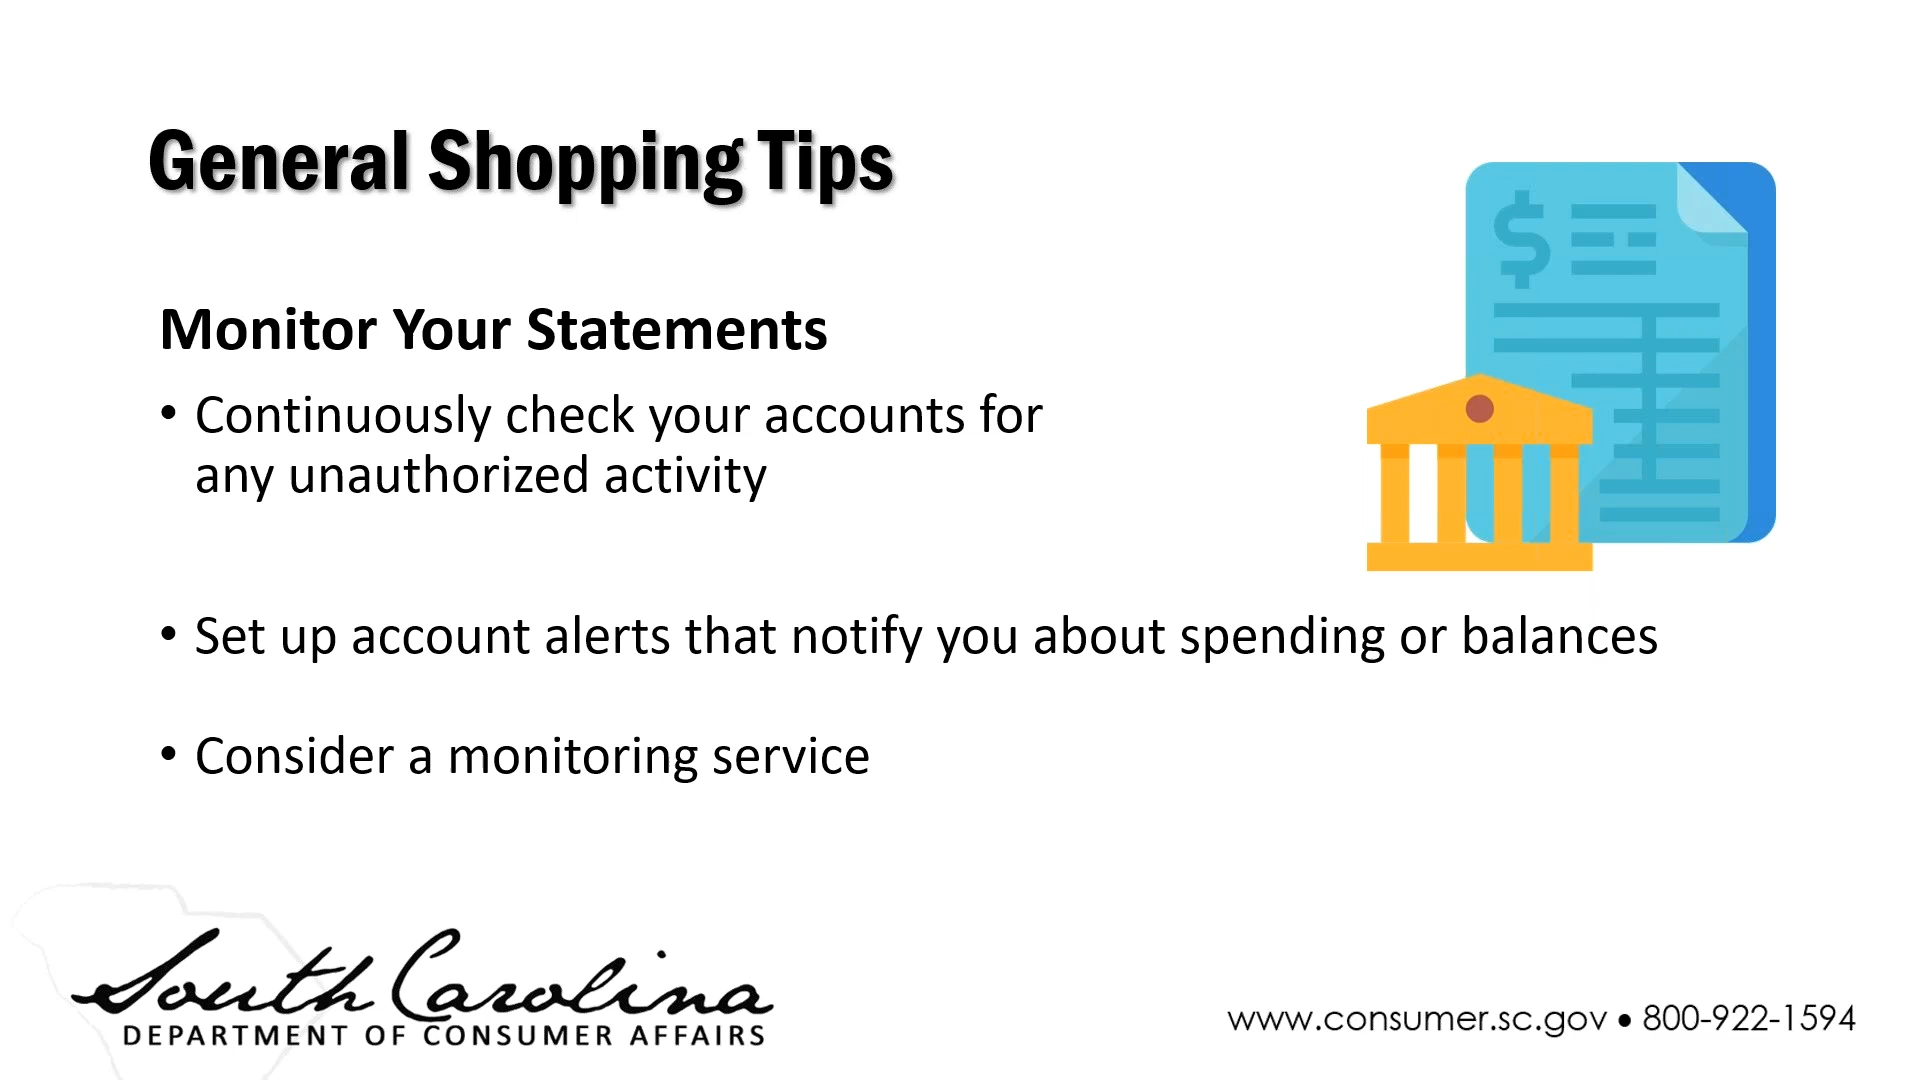 General Shopping Tips
Monitor Your Statements
• Continuously check your accounts for
any unauthorized activity
• Set up account alerts that notify you about spending or balances
• Consider a monitoring service
$
South Carolina
DEPARTMENT OF CONSUMER AFFAIRS
www.consumer.sc.gov • 800-922-1594